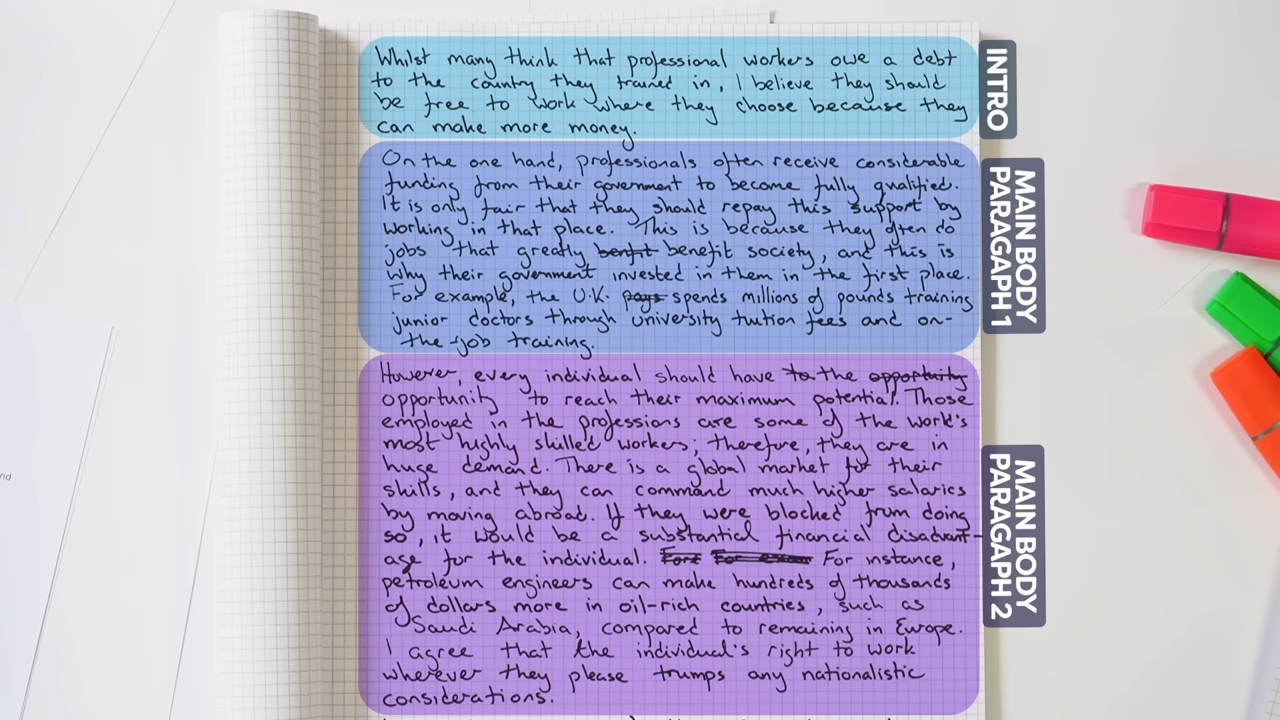 Whilst many think that professional workers owe a debt
to the country they trained in, I believe they should
be free to work where they choose because they
can make more money.
INTRO
On the one hand, professionals often receive considerable
funding from their government to become fully qualified.
It is only fair that they should repay this support by
working in that place. This is because they often do
jobs that greatly benfit benefit society, and this is
why their government invested in them in the first place.
For example, the U.K. pays spends millions of pounds training
junior doctors through university tution fees and on-
the-job training.
MAIN BODY
PARAGAPH 1
However, every individual should have to the opportuity
opportunity to reach their maximum potential. Those
employed in the professions are some of the world's
most highly skilled workers; therefore, they are in
huge demand. There is a global market for their
skills, and they can command much higher salaries
by moving abroad. If they were blocked from doing
so, it would be a substantial financial disadvant-
age for the individual. For instance,
petroleum engineers can make hundreds of thousands
of dollars more in oil-rich countries, such as
Saudi Arabia, compared to remaining in Europe.
I agree that the individual's right to work
wherever they please trumps any nationalistic
considerations.
MAIN BODY
PARAGRAPH 2
nd